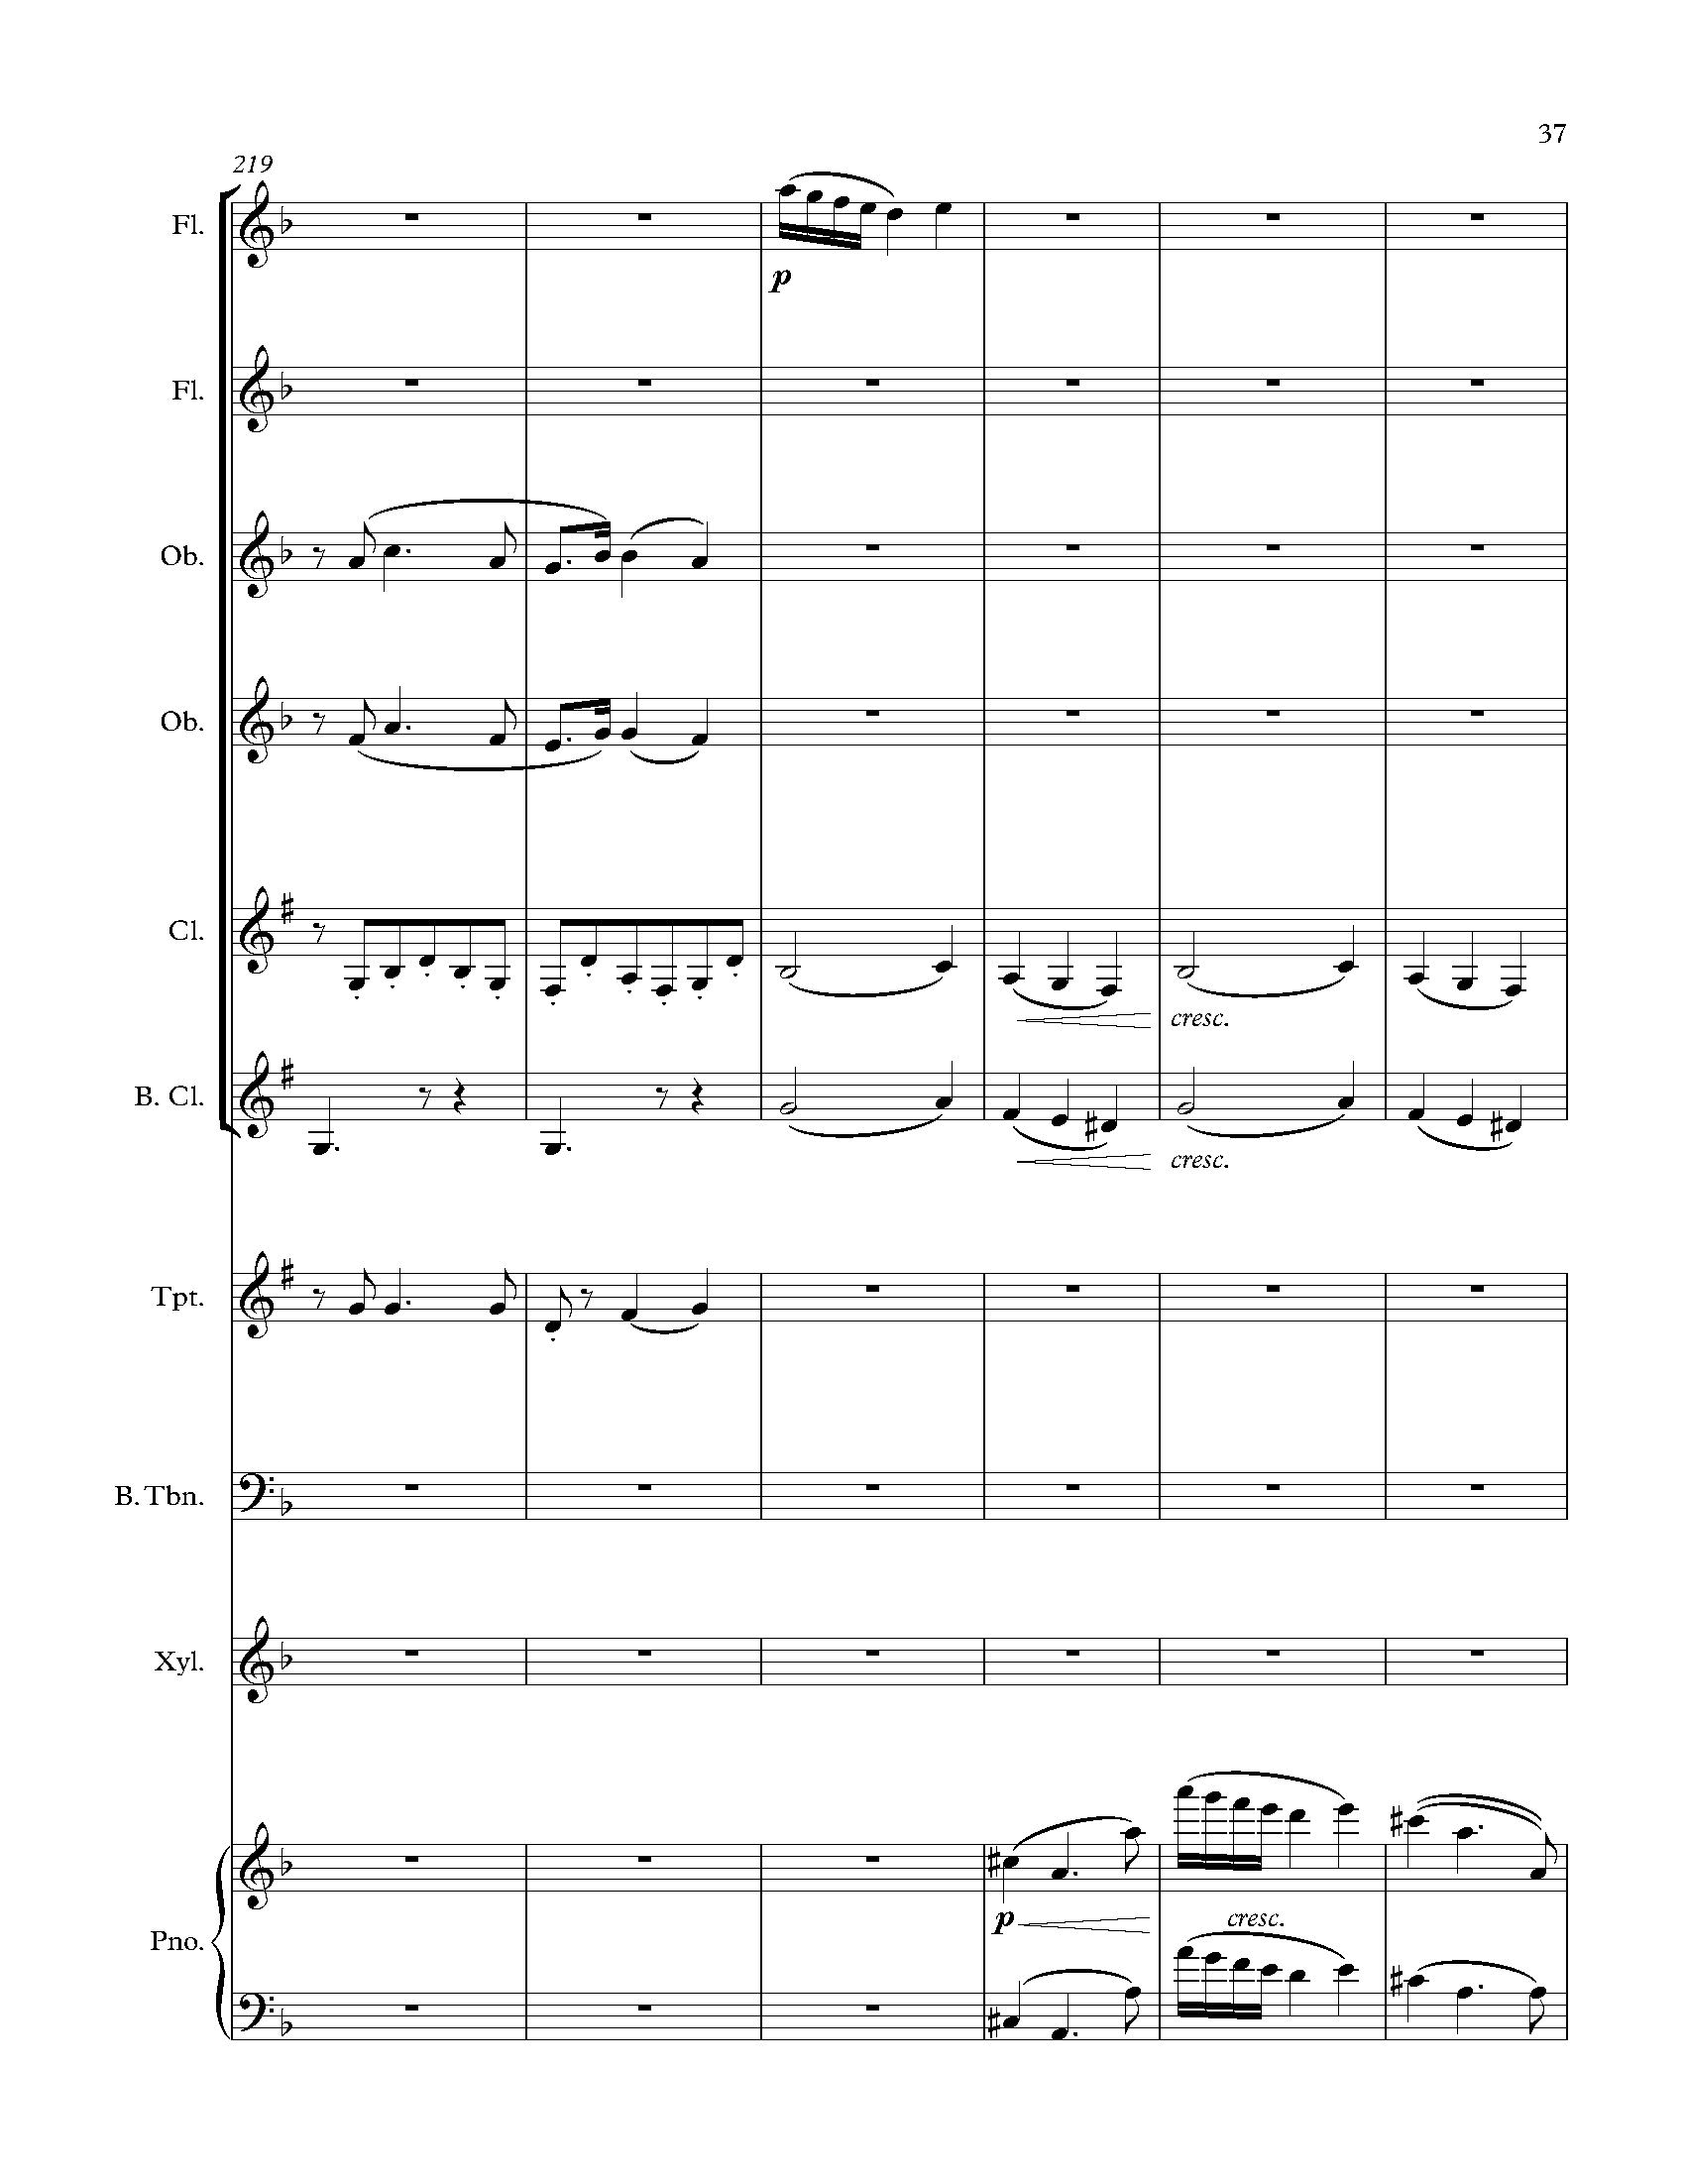 37
219
Fl.
p
Fl.
Ob.
Ob.
Cl.
cresc.
B. Cl.
cresc.
Tpt.
B. Tbn.
Xyl.
p
cresc.
Pno.